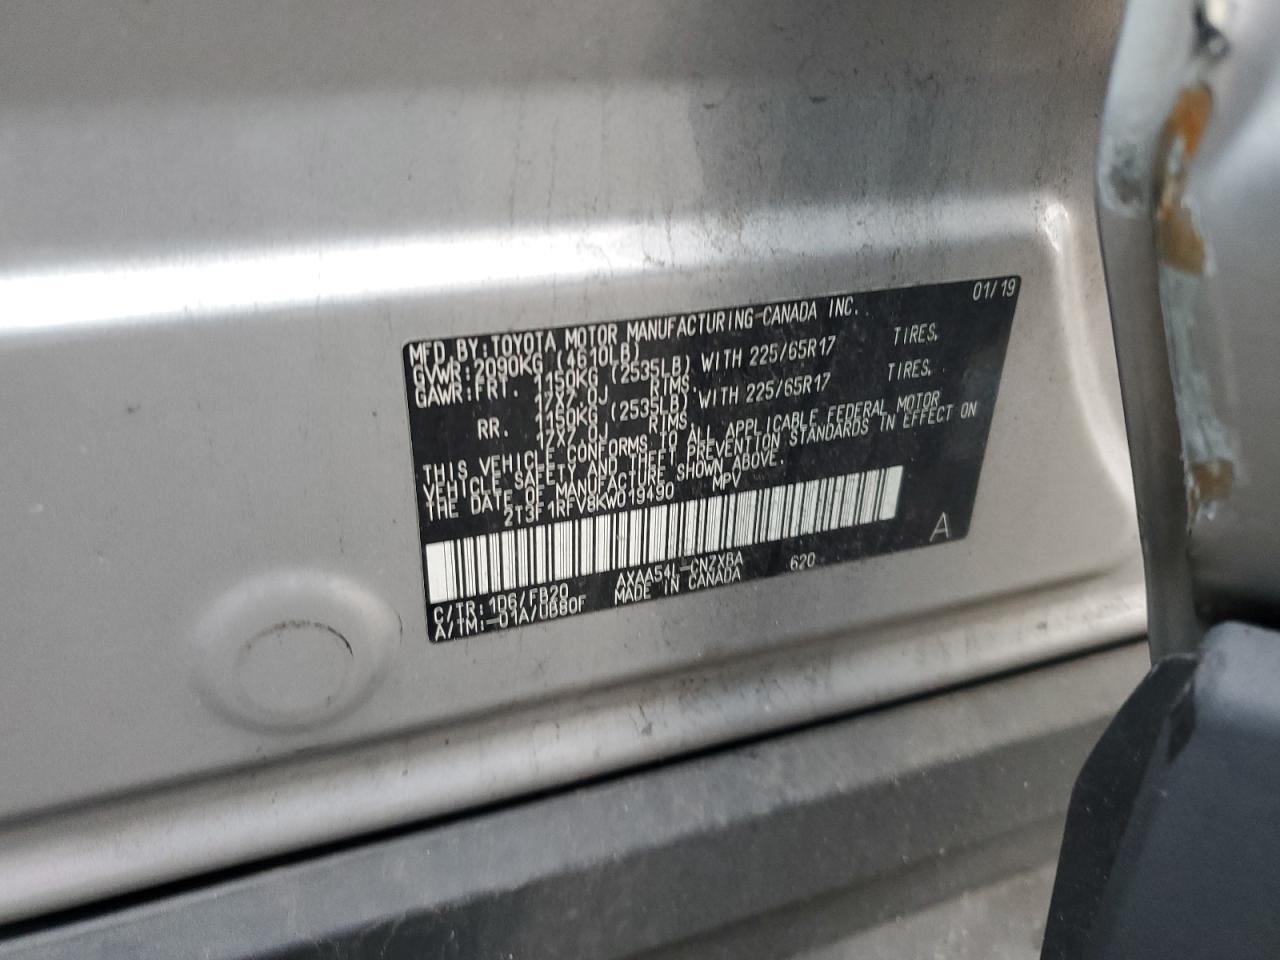 MFD. BY: TOYOTA MOTOR MANUFACTURING CANADA INC. 01/19
GVWR: 2090KG (4610LB)
GAWR: FRT. 1150KG (2535LB) WITH 225/65R17 TIRES,
17X7.0J RIMS.
RR. 1150KG (2535LB) WITH 225/65R17 TIRES,
17X7.0J RIMS.
THIS VEHICLE CONFORMS TO ALL APPLICABLE FEDERAL MOTOR
VEHICLE SAFETY AND THEFT PREVENTION STANDARDS IN EFFECT ON
THE DATE OF MANUFACTURE SHOWN ABOVE.
2T3F1RFV8KW019490 MPV
A
C/TR: 1D6/FB20 AXAA54L-CNZXBA 620
A/TM: -01A/UB80F MADE IN CANADA